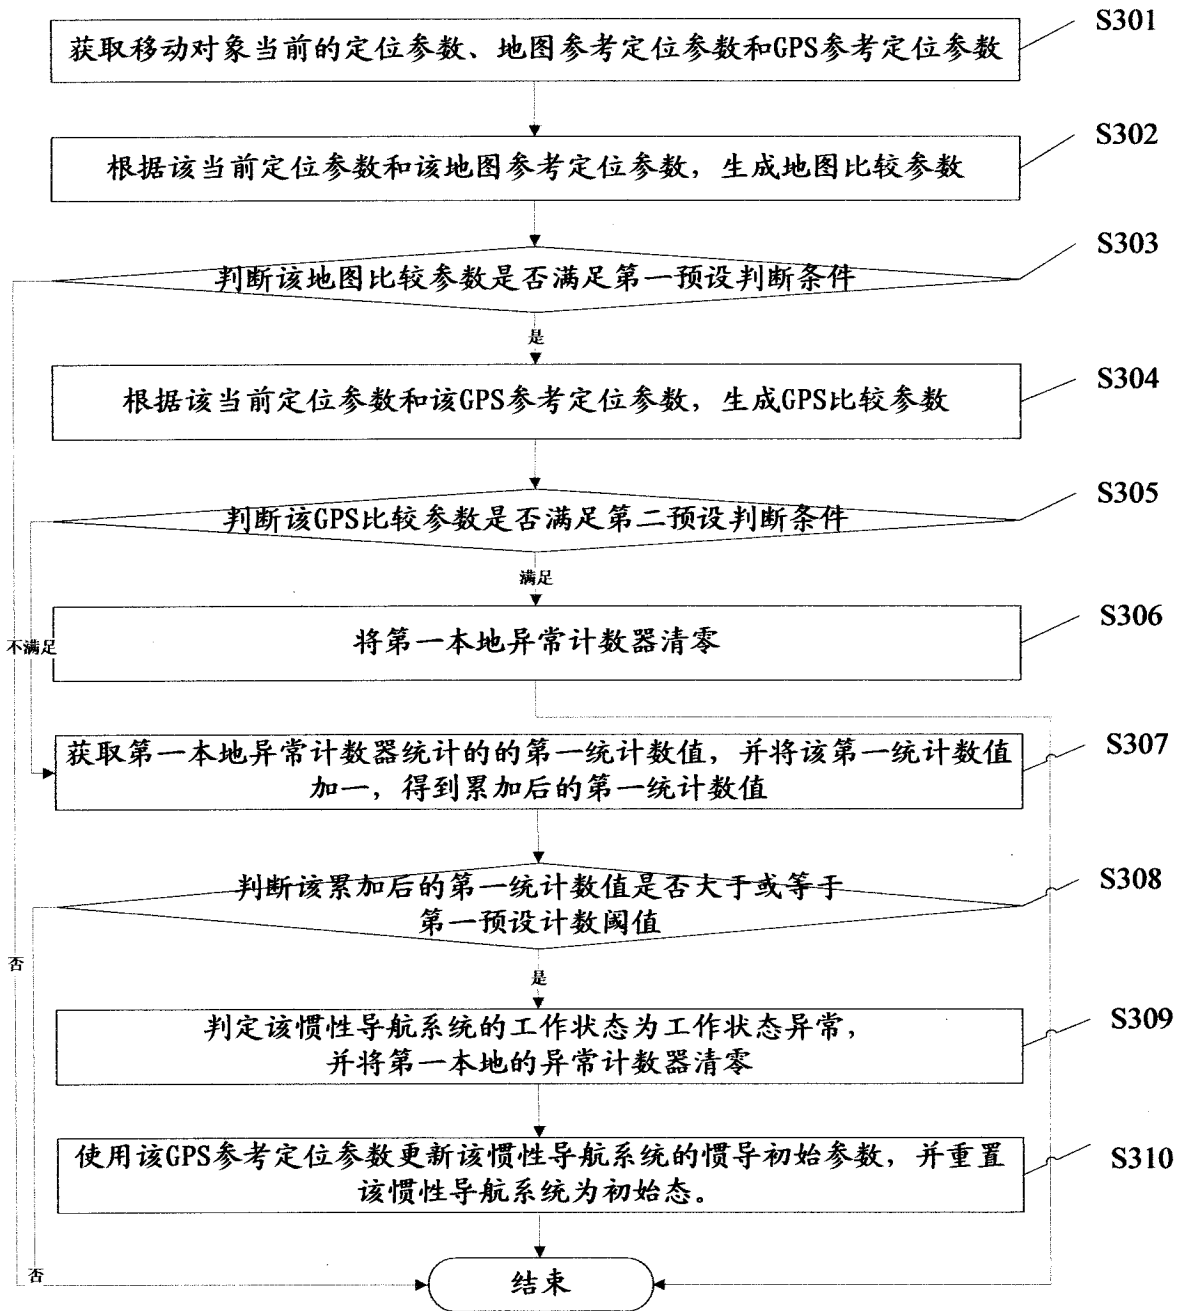 获取移动对象当前的定位参数、地图参考定位参数和GPS参考定位参数
S301
根据该当前定位参数和该地图参考定位参数，生成地图比较参数
S302
判断该地图比较参数是否满足第一预设判断条件
S303
是
根据该当前定位参数和该GPS参考定位参数，生成GPS比较参数
S304
判断该GPS比较参数是否满足第二预设判断条件
S305
满足
将第一本地异常计数器清零
S306
不满足
获取第一本地异常计数器统计的的第一统计数值，并将该第一统计数值
加一，得到累加后的第一统计数值
S307
判断该累加后的第一统计数值是否大于或等于
第一预设计数阈值
S308
否
是
判定该惯性导航系统的工作状态为工作状态异常，
并将第一本地的异常计数器清零
S309
使用该GPS参考定位参数更新该惯性导航系统的惯导初始参数，并重置
该惯性导航系统为初始态。
S310
否
结束